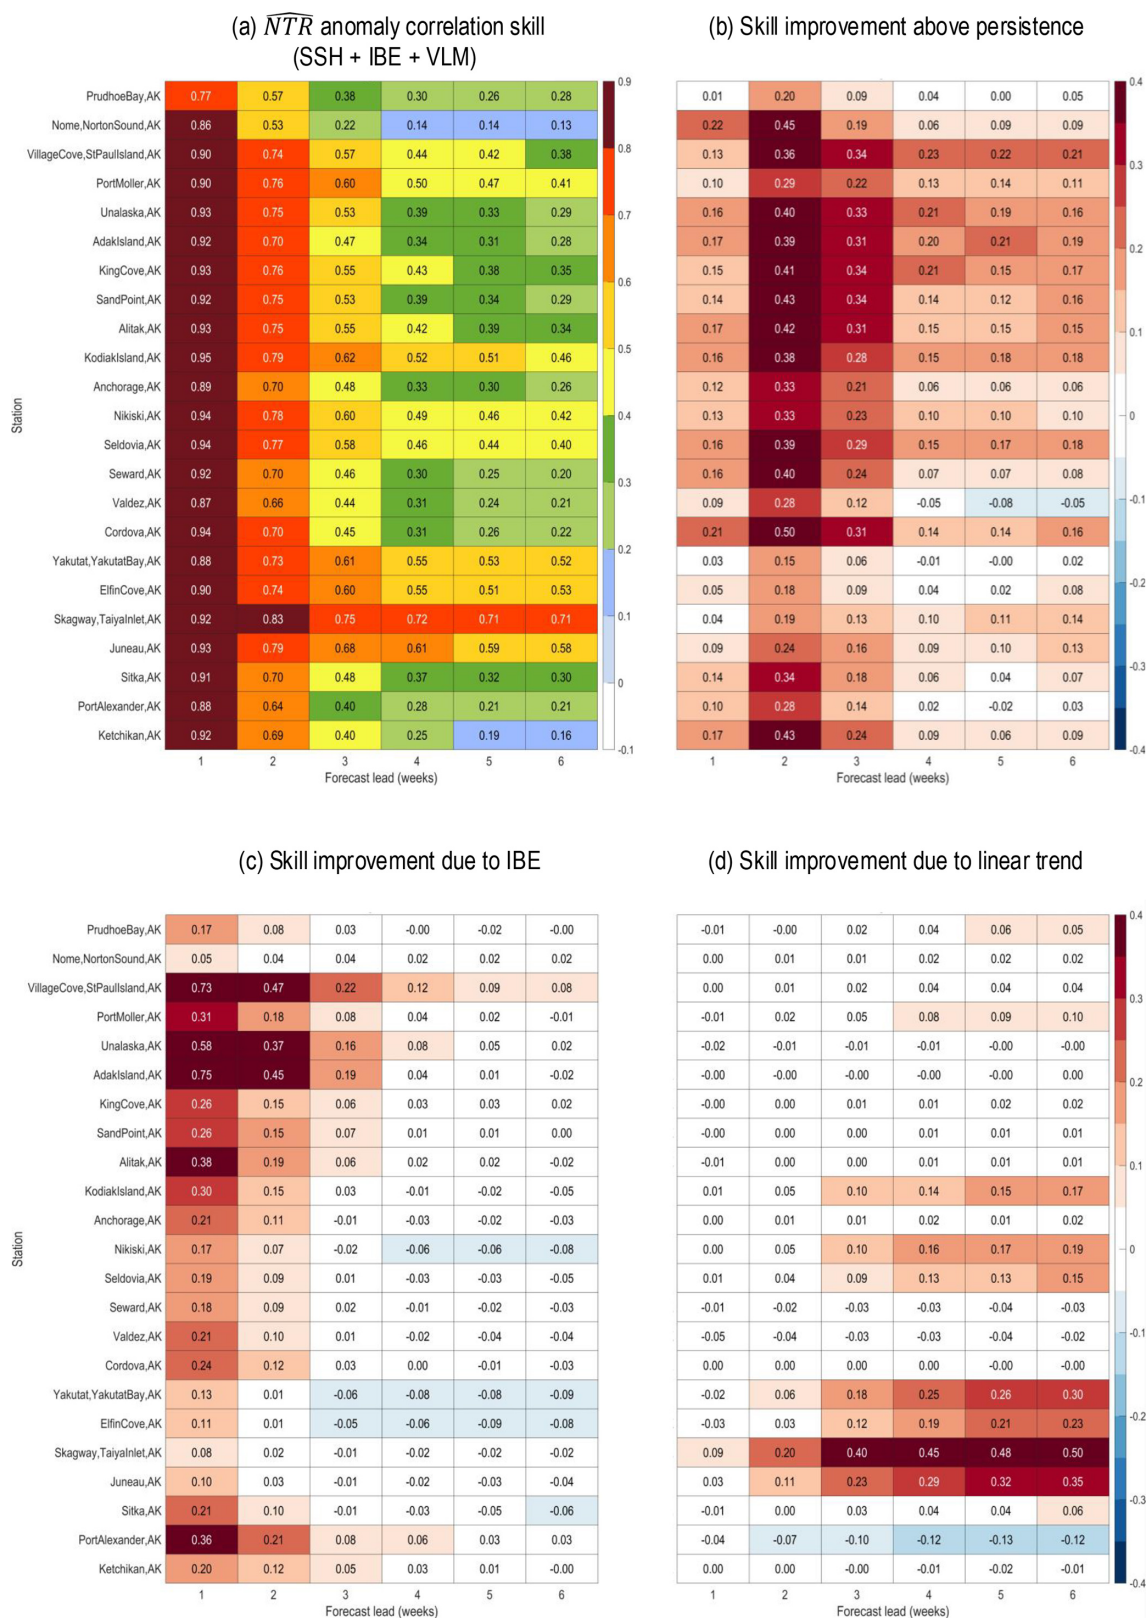 (a) NTR̂ anomaly correlation skill
(SSH + IBE + VLM)
PrudhoeBay,AK 0.77 0.57 0.38 0.30 0.26 0.28
Nome,NortonSound,AK 0.86 0.53 0.22 0.14 0.14 0.13
VillageCove,StPaulIsland,AK 0.90 0.74 0.57 0.44 0.42 0.38
PortMoller,AK 0.90 0.76 0.60 0.50 0.47 0.41
Unalaska,AK 0.93 0.75 0.53 0.39 0.33 0.29
AdakIsland,AK 0.92 0.70 0.47 0.34 0.31 0.28
KingCove,AK 0.93 0.76 0.55 0.43 0.38 0.35
SandPoint,AK 0.92 0.75 0.53 0.39 0.34 0.29
Alitak,AK 0.93 0.75 0.55 0.42 0.39 0.34
KodiakIsland,AK 0.95 0.79 0.62 0.52 0.51 0.46
Anchorage,AK 0.89 0.70 0.48 0.33 0.30 0.26
Nikiski,AK 0.94 0.78 0.60 0.49 0.46 0.42
Seldovia,AK 0.94 0.77 0.58 0.46 0.44 0.40
Seward,AK 0.92 0.70 0.46 0.30 0.25 0.20
Valdez,AK 0.87 0.66 0.44 0.31 0.24 0.21
Cordova,AK 0.94 0.70 0.45 0.31 0.26 0.22
Yakutat,YakutatBay,AK 0.88 0.73 0.61 0.55 0.53 0.52
ElfinCove,AK 0.90 0.74 0.60 0.55 0.51 0.53
Skagway,TaiyaInlet,AK 0.92 0.83 0.75 0.72 0.71 0.71
Juneau,AK 0.93 0.79 0.68 0.61 0.59 0.58
Sitka,AK 0.91 0.70 0.48 0.37 0.32 0.30
PortAlexander,AK 0.88 0.64 0.40 0.28 0.21 0.21
Ketchikan,AK 0.92 0.69 0.40 0.25 0.19 0.16
1 2 3 4 5 6
Forecast lead (weeks)
Station
0.9
0.8
0.7
0.6
0.5
0.4
0.3
0.2
0.1
0
-0.1
(b) Skill improvement above persistence
0.01 0.20 0.09 0.04 0.00 0.05
0.22 0.45 0.19 0.06 0.09 0.09
0.13 0.36 0.34 0.23 0.22 0.21
0.10 0.29 0.22 0.13 0.14 0.11
0.16 0.40 0.33 0.21 0.19 0.16
0.17 0.39 0.31 0.20 0.21 0.19
0.15 0.41 0.34 0.21 0.15 0.17
0.14 0.43 0.34 0.14 0.12 0.16
0.17 0.42 0.31 0.15 0.15 0.15
0.16 0.38 0.28 0.15 0.18 0.18
0.12 0.33 0.21 0.06 0.06 0.06
0.13 0.33 0.23 0.10 0.10 0.10
0.16 0.39 0.29 0.15 0.17 0.18
0.16 0.40 0.24 0.07 0.07 0.08
0.09 0.28 0.12 -0.05 -0.08 -0.05
0.21 0.50 0.31 0.14 0.14 0.16
0.03 0.15 0.06 -0.01 -0.00 0.02
0.05 0.18 0.09 0.04 0.02 0.08
0.04 0.19 0.13 0.10 0.11 0.14
0.09 0.24 0.16 0.09 0.10 0.13
0.14 0.34 0.18 0.06 0.04 0.07
0.10 0.28 0.14 0.02 -0.02 0.03
0.17 0.43 0.24 0.09 0.06 0.09
1 2 3 4 5 6
Forecast lead (weeks)
0.4
0.3
0.2
0.1
0
-0.1
-0.2
-0.3
-0.4
(c) Skill improvement due to IBE
PrudhoeBay,AK 0.17 0.08 0.03 -0.00 -0.02 -0.00
Nome,NortonSound,AK 0.05 0.04 0.04 0.02 0.02 0.02
VillageCove,StPaulIsland,AK 0.73 0.47 0.22 0.12 0.09 0.08
PortMoller,AK 0.31 0.18 0.08 0.04 0.02 -0.01
Unalaska,AK 0.58 0.37 0.16 0.08 0.05 0.02
AdakIsland,AK 0.75 0.45 0.19 0.04 0.01 -0.02
KingCove,AK 0.26 0.15 0.06 0.03 0.03 0.02
SandPoint,AK 0.26 0.15 0.07 0.01 0.01 0.00
Alitak,AK 0.38 0.19 0.06 0.02 0.02 -0.02
KodiakIsland,AK 0.30 0.15 0.03 -0.01 -0.02 -0.05
Anchorage,AK 0.21 0.11 -0.01 -0.03 -0.02 -0.03
Nikiski,AK 0.17 0.07 -0.02 -0.06 -0.06 -0.08
Seldovia,AK 0.19 0.09 0.01 -0.03 -0.03 -0.05
Seward,AK 0.18 0.09 0.02 -0.01 -0.02 -0.03
Valdez,AK 0.21 0.10 0.01 -0.02 -0.04 -0.04
Cordova,AK 0.24 0.12 0.03 0.00 -0.01 -0.03
Yakutat,YakutatBay,AK 0.13 0.01 -0.06 -0.08 -0.08 -0.09
ElfinCove,AK 0.11 0.01 -0.05 -0.06 -0.09 -0.08
Skagway,TaiyaInlet,AK 0.08 0.02 -0.01 -0.02 -0.02 -0.02
Juneau,AK 0.10 0.03 -0.01 -0.02 -0.03 -0.04
Sitka,AK 0.21 0.10 -0.01 -0.03 -0.05 -0.06
PortAlexander,AK 0.36 0.21 0.08 0.06 0.03 0.03
Ketchikan,AK 0.20 0.12 0.05 0.03 0.01 -0.00
1 2 3 4 5 6
Forecast lead (weeks)
Station
(d) Skill improvement due to linear trend
-0.01 -0.00 0.02 0.04 0.06 0.05
0.00 0.01 0.01 0.02 0.02 0.02
0.00 0.01 0.02 0.04 0.04 0.04
-0.01 0.02 0.05 0.08 0.09 0.10
-0.02 -0.01 -0.01 -0.01 -0.00 -0.00
-0.00 -0.00 -0.00 -0.00 -0.00 0.00
-0.00 0.00 0.01 0.01 0.02 0.02
-0.00 0.00 0.00 0.01 0.01 0.01
-0.01 0.00 0.00 0.01 0.01 0.01
0.01 0.05 0.10 0.14 0.15 0.17
0.00 0.01 0.01 0.02 0.01 0.02
0.00 0.05 0.10 0.16 0.17 0.19
0.01 0.04 0.09 0.13 0.13 0.15
-0.01 -0.02 -0.03 -0.03 -0.04 -0.03
-0.05 -0.04 -0.03 -0.03 -0.04 -0.02
0.00 0.00 0.00 0.00 -0.00 -0.00
-0.02 0.06 0.18 0.25 0.26 0.30
-0.03 0.03 0.12 0.19 0.21 0.23
0.09 0.20 0.40 0.45 0.48 0.50
0.03 0.11 0.23 0.29 0.32 0.35
-0.01 0.00 0.03 0.04 0.04 0.06
-0.04 -0.07 -0.10 -0.12 -0.13 -0.12
0.00 0.00 -0.00 -0.01 -0.02 -0.01
1 2 3 4 5 6
Forecast lead (weeks)
0.4
0.3
0.2
0.1
0
-0.1
-0.2
-0.3
-0.4